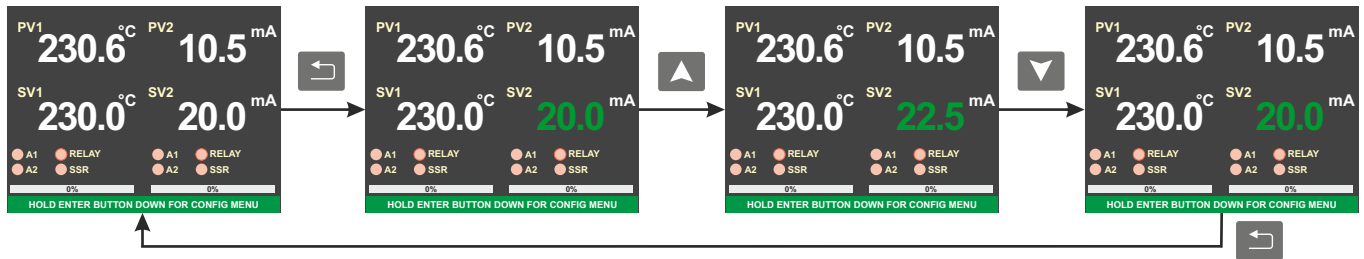 PV1 230.6 °C PV2 10.5 mA
SV1 230.0 °C SV2 20.0 mA
A1 RELAY A1 RELAY
A2 SSR A2 SSR
0% 0%
HOLD ENTER BUTTON DOWN FOR CONFIG MENU
PV1 230.6 °C PV2 10.5 mA
SV1 230.0 °C SV2 20.0 mA
A1 RELAY A1 RELAY
A2 SSR A2 SSR
0% 0%
HOLD ENTER BUTTON DOWN FOR CONFIG MENU
PV1 230.6 °C PV2 10.5 mA
SV1 230.0 °C SV2 22.5 mA
A1 RELAY A1 RELAY
A2 SSR A2 SSR
0% 0%
HOLD ENTER BUTTON DOWN FOR CONFIG MENU
PV1 230.6 °C PV2 10.5 mA
SV1 230.0 °C SV2 20.0 mA
A1 RELAY A1 RELAY
A2 SSR A2 SSR
0% 0%
HOLD ENTER BUTTON DOWN FOR CONFIG MENU